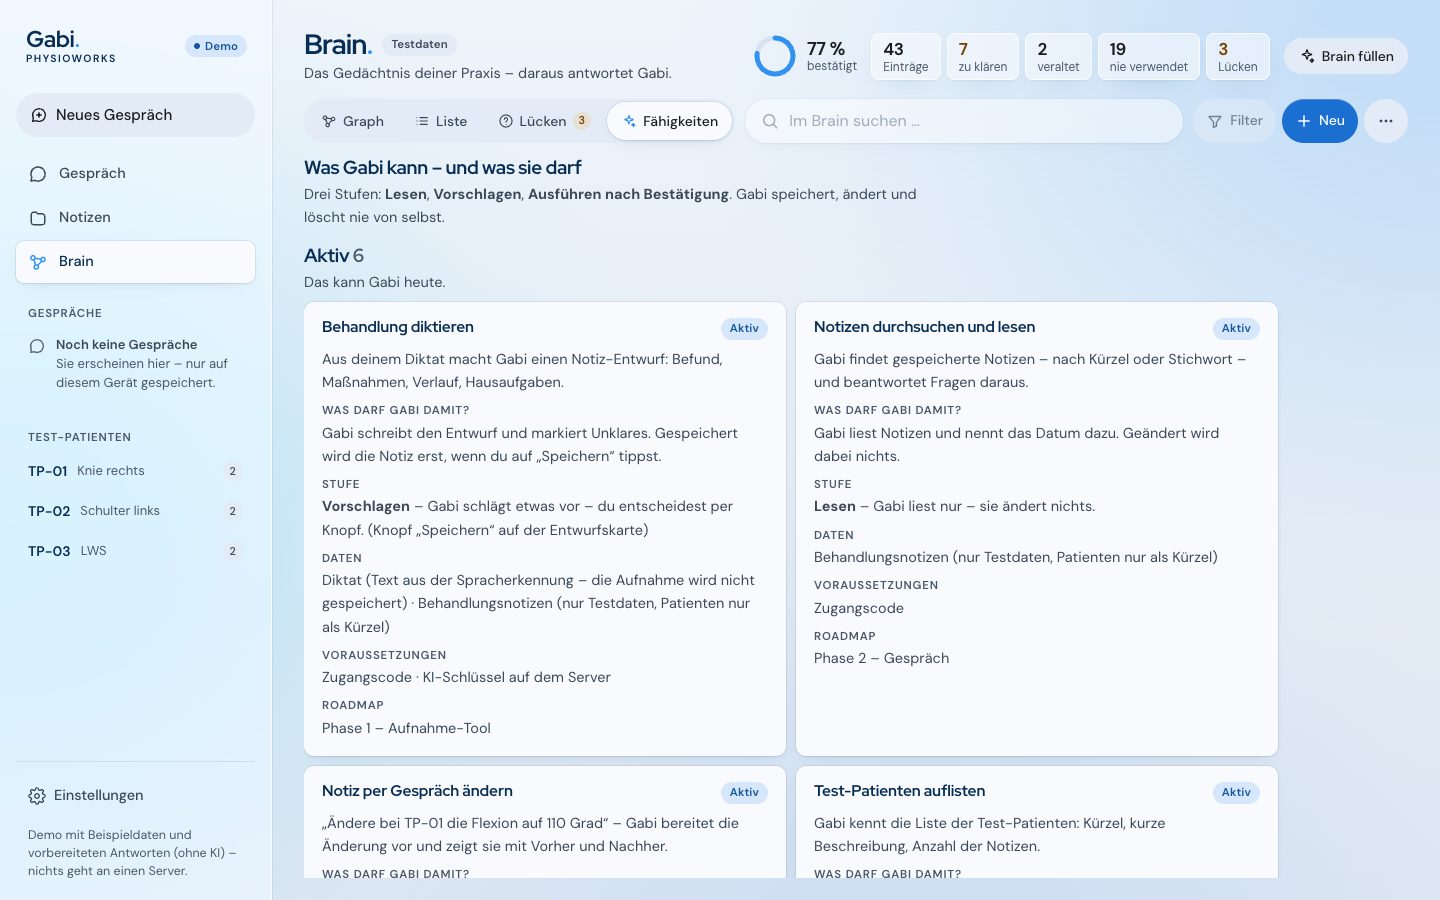 Gabi.
PHYSIOWORKS
Demo
Neues Gespräch
Gespräch
Notizen
Brain
GESPRÄCHE
Noch keine Gespräche
Sie erscheinen hier – nur auf
diesem Gerät gespeichert.
TEST-PATIENTEN
TP-01 Knie rechts 2
TP-02 Schulter links 2
TP-03 LWS 2
Einstellungen
Demo mit Beispieldaten und
vorbereiteten Antworten (ohne KI) –
nichts geht an einen Server.
Brain. Testdaten
Das Gedächtnis deiner Praxis – daraus antwortet Gabi.
77 %
bestätigt
43
Einträge
7
zu klären
2
veraltet
19
nie verwendet
3
Lücken
Brain füllen
Graph
Liste
Lücken 3
Fähigkeiten
Im Brain suchen ...
Filter
Neu
Was Gabi kann – und was sie darf
Drei Stufen: Lesen, Vorschlagen, Ausführen nach Bestätigung. Gabi speichert, ändert und
löscht nie von selbst.
Aktiv 6
Das kann Gabi heute.
Behandlung diktieren Aktiv
Aus deinem Diktat macht Gabi einen Notiz-Entwurf: Befund,
Maßnahmen, Verlauf, Hausaufgaben.
WAS DARF GABI DAMIT?
Gabi schreibt den Entwurf und markiert Unklares. Gespeichert
wird die Notiz erst, wenn du auf „Speichern“ tippst.
STUFE
Vorschlagen – Gabi schlägt etwas vor – du entscheidest per
Knopf. (Knopf „Speichern“ auf der Entwurfskarte)
DATEN
Diktat (Text aus der Spracherkennung – die Aufnahme wird nicht
gespeichert) · Behandlungsnotizen (nur Testdaten, Patienten nur
als Kürzel)
VORAUSSETZUNGEN
Zugangscode · KI-Schlüssel auf dem Server
ROADMAP
Phase 1 – Aufnahme-Tool
Notizen durchsuchen und lesen Aktiv
Gabi findet gespeicherte Notizen – nach Kürzel oder Stichwort –
und beantwortet Fragen daraus.
WAS DARF GABI DAMIT?
Gabi liest Notizen und nennt das Datum dazu. Geändert wird
dabei nichts.
STUFE
Lesen – Gabi liest nur – sie ändert nichts.
DATEN
Behandlungsnotizen (nur Testdaten, Patienten nur als Kürzel)
VORAUSSETZUNGEN
Zugangscode
ROADMAP
Phase 2 – Gespräch
Notiz per Gespräch ändern Aktiv
„Ändere bei TP-01 die Flexion auf 110 Grad“ – Gabi bereitet die
Änderung vor und zeigt sie mit Vorher und Nachher.
WAS DARF GABI DAMIT?
Test-Patienten auflisten Aktiv
Gabi kennt die Liste der Test-Patienten: Kürzel, kurze
Beschreibung, Anzahl der Notizen.
WAS DARF GABI DAMIT?